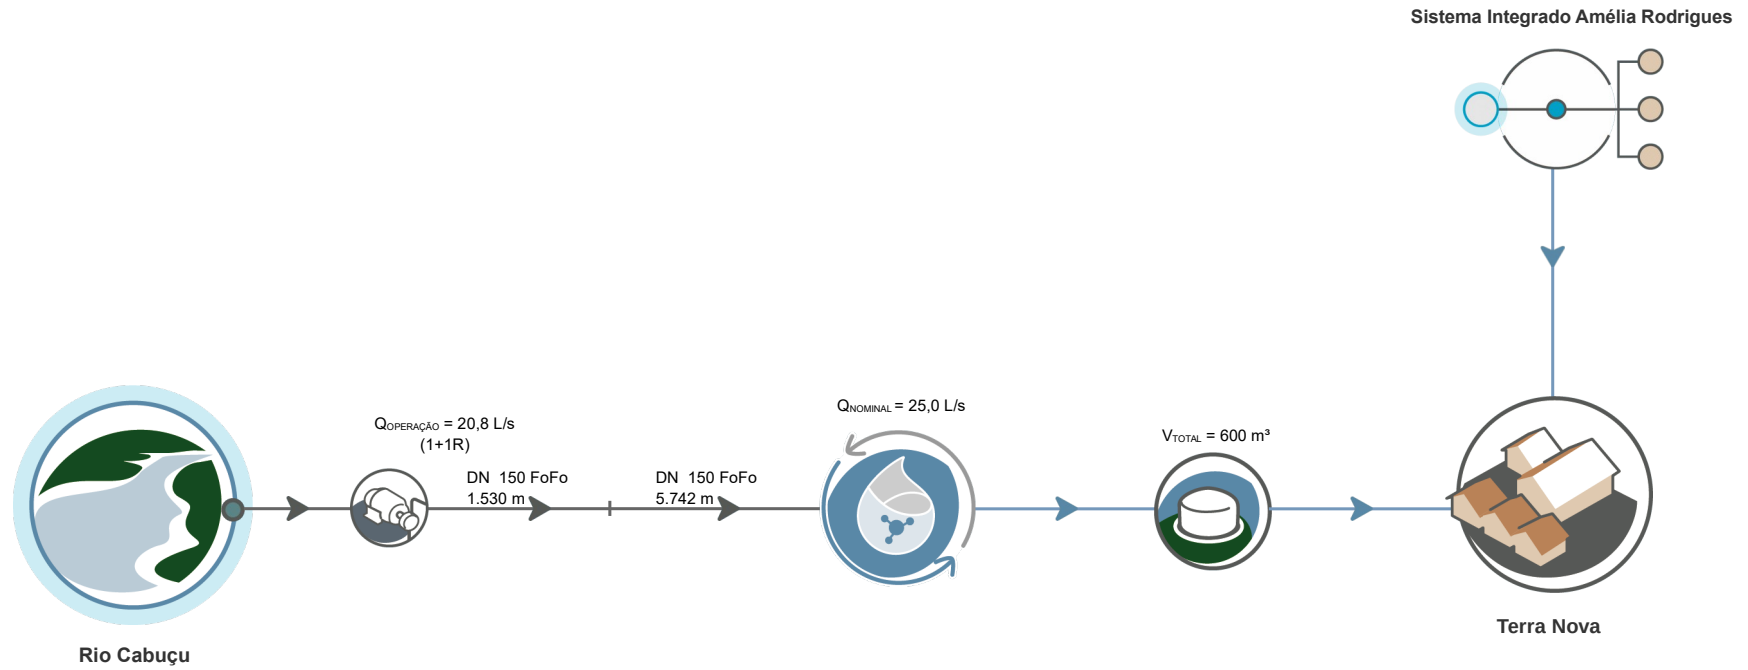 Sistema Integrado Amélia Rodrigues
QOPERAÇÃO = 20,8 L/s
(1+1R)
DN 150 FoFo
1.530 m
DN 150 FoFo
5.742 m
QNOMINAL = 25,0 L/s
VTOTAL = 600 m³
Terra Nova
Rio Cabuçu